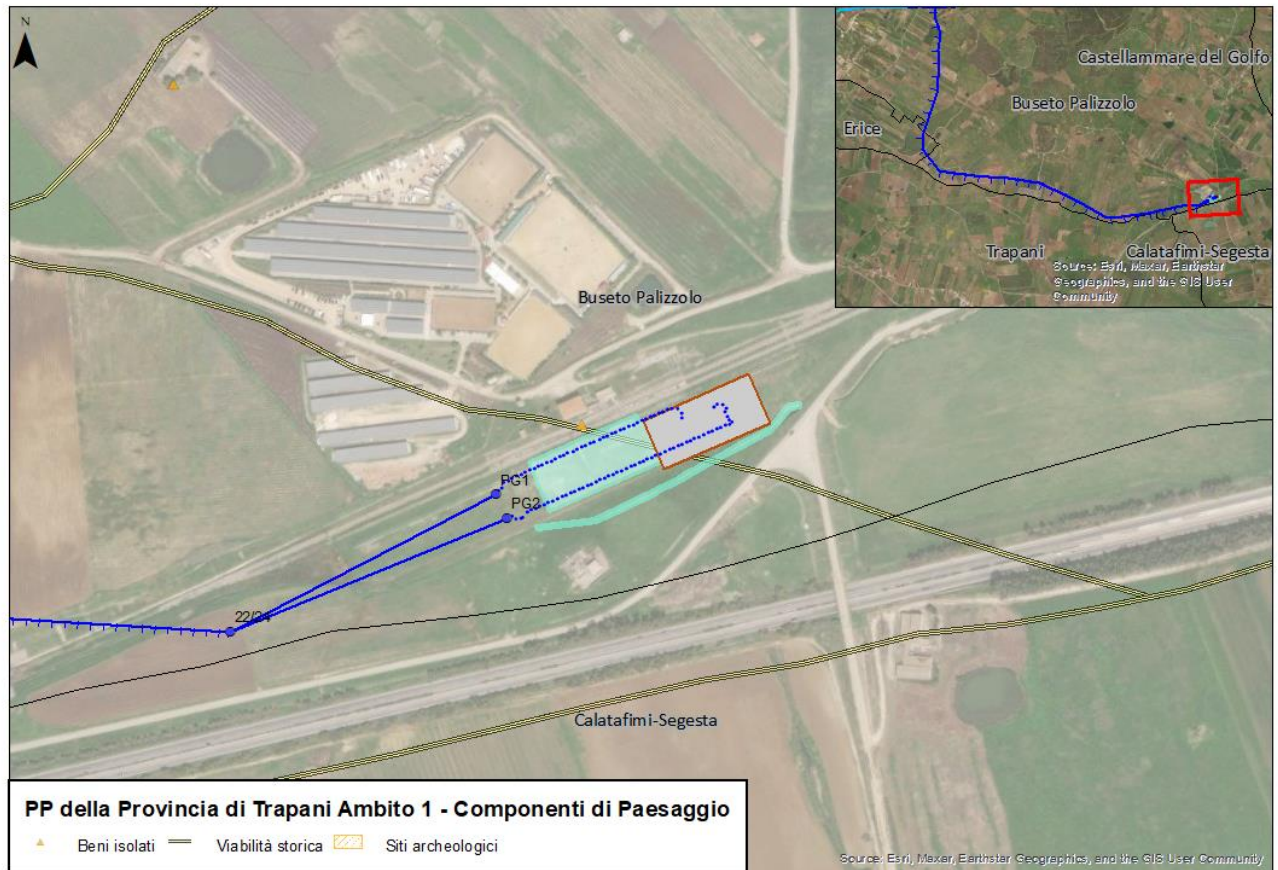 N
Castellammare del Golfo
Buseto Palizzolo
Erice
Trapani
Calatafimi-Segesta
Source: Esri, Maxar, Earthstar
Geographics, and the GIS User
Community
Buseto Palizzolo
PG1
PG2
22/24
Calatafimi-Segesta
PP della Provincia di Trapani Ambito 1 - Componenti di Paesaggio
Beni isolati
Viabilità storica
Siti archeologici
Source: Esri, Maxar, Earthstar Geographics, and the GIS User Community